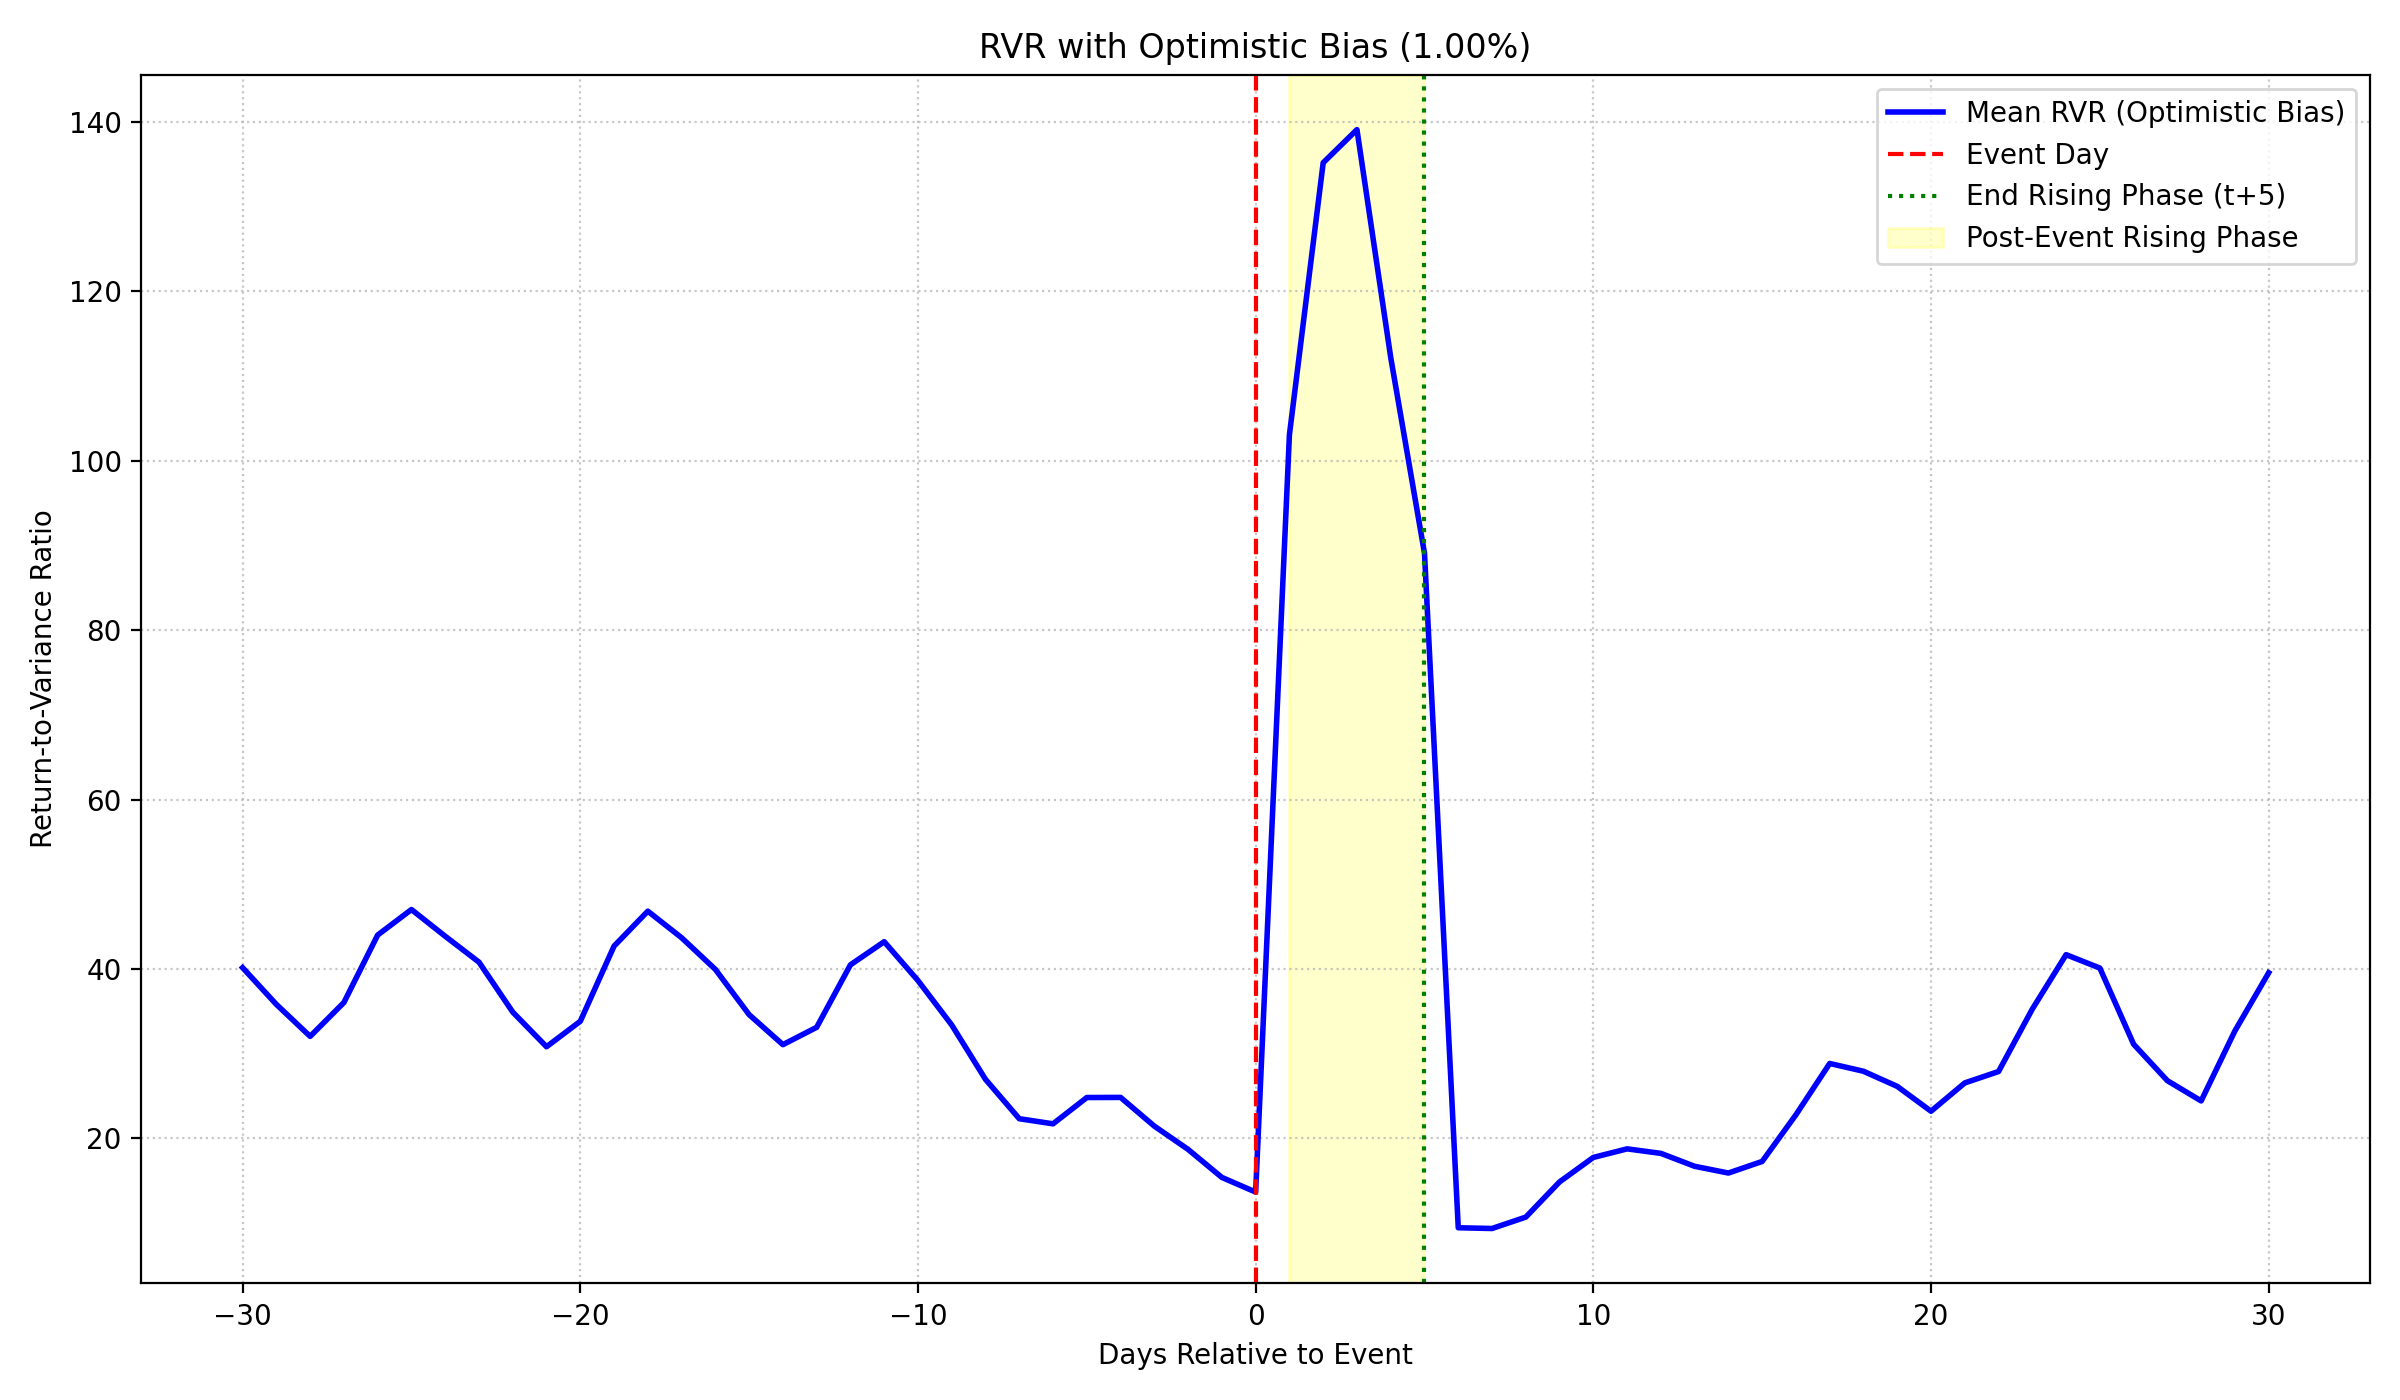 RVR with Optimistic Bias (1.00%)
Mean RVR (Optimistic Bias)
Event Day
End Rising Phase (t+5)
Post-Event Rising Phase
Return-to-Variance Ratio
140
120
100
80
60
40
20
−30
−20
−10
0
10
20
30
Days Relative to Event